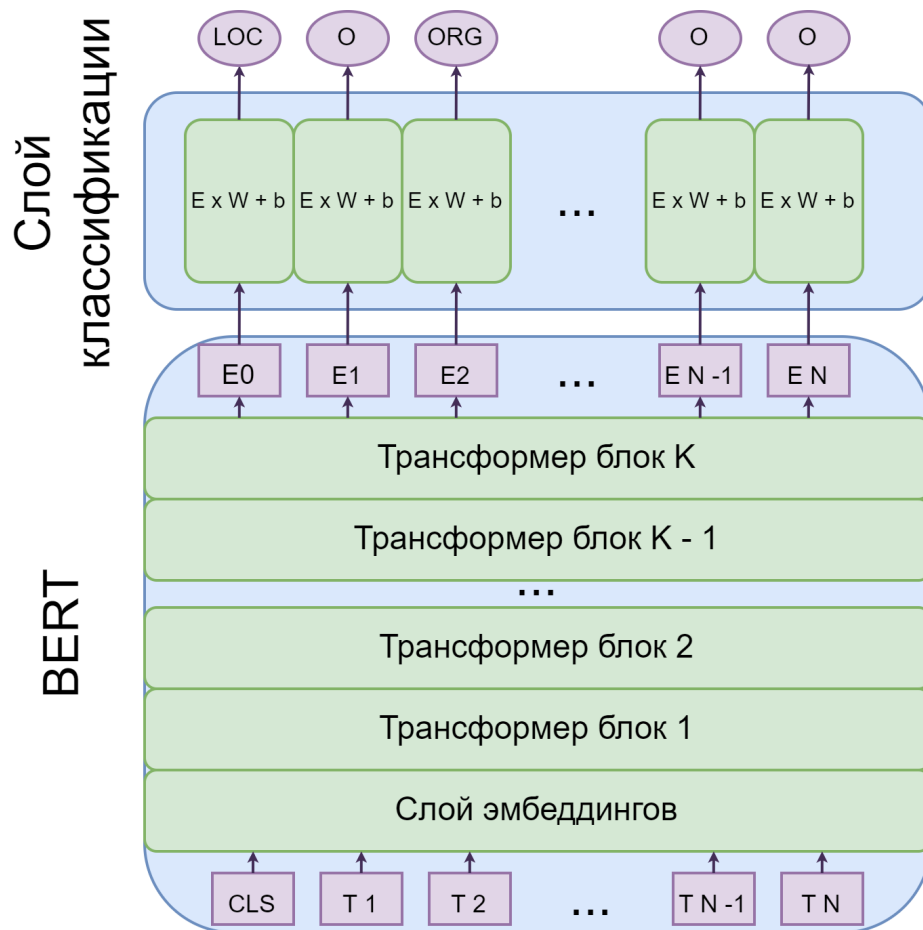 LOC O ORG O O
Слой
классификации
E x W + b E x W + b E x W + b ... E x W + b E x W + b
E0 E1 E2 ... E N -1 E N
BERT
Трансформер блок K
Трансформер блок K - 1
...
Трансформер блок 2
Трансформер блок 1
Слой эмбеддингов
CLS T 1 T 2 ... T N -1 T N